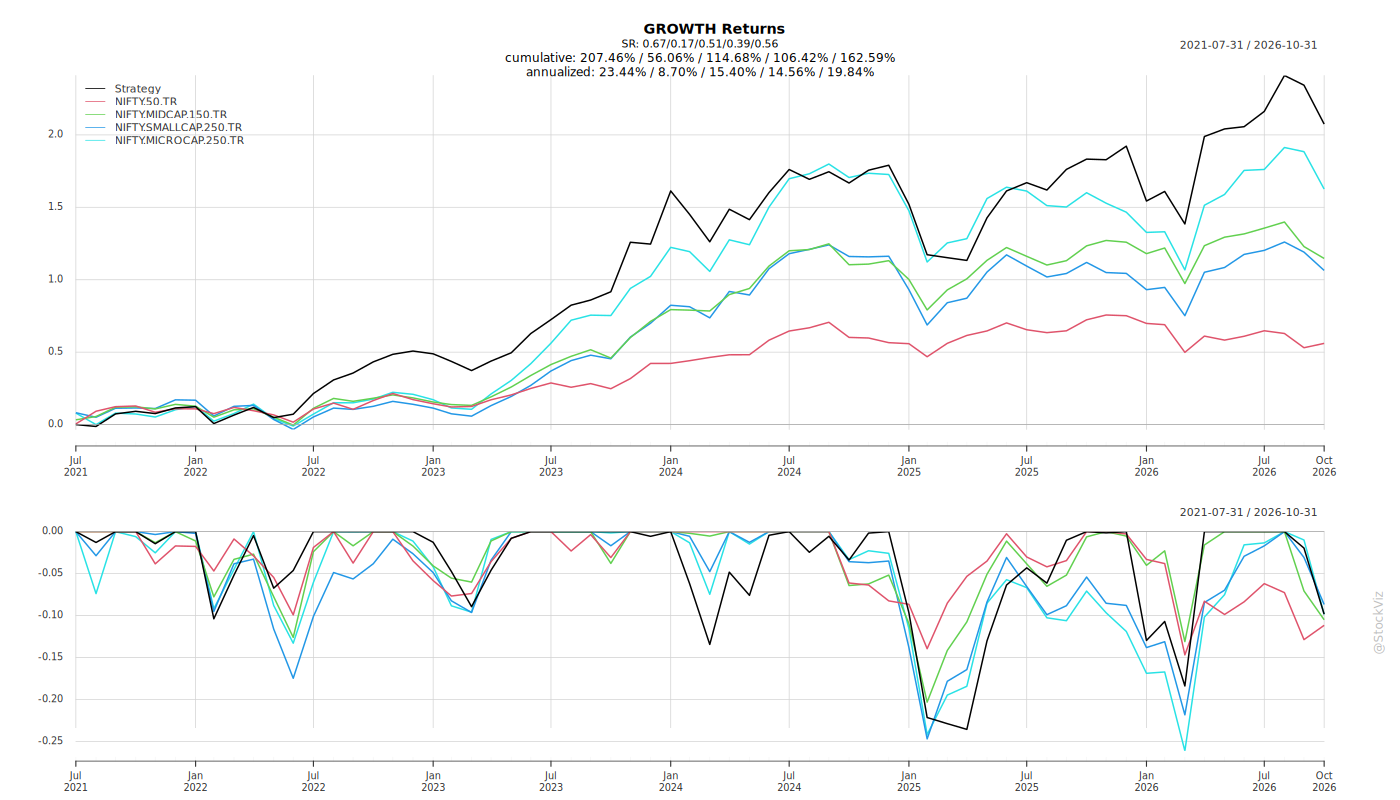 GROWTH Returns
SR: 0.67/0.17/0.51/0.39/0.56
cumulative: 207.46% / 56.06% / 114.68% / 106.42% / 162.59%
annualized: 23.44% / 8.70% / 15.40% / 14.56% / 19.84%
2021-07-31 / 2026-10-31
Strategy
NIFTY.50.TR
NIFTY.MIDCAP.150.TR
NIFTY.SMALLCAP.250.TR
NIFTY.MICROCAP.250.TR
2.0
1.5
1.0
0.5
0.0
Jul Jan Jul Jan Jul Jan Jul Jan Jul Jan Jul Oct
2021 2022 2022 2023 2023 2024 2024 2025 2025 2026 2026 2026
2021-07-31 / 2026-10-31
0.00
-0.05
-0.10
-0.15
-0.20
-0.25
Jul Jan Jul Jan Jul Jan Jul Jan Jul Jan Jul Oct
2021 2022 2022 2023 2023 2024 2024 2025 2025 2026 2026 2026
@StockViz